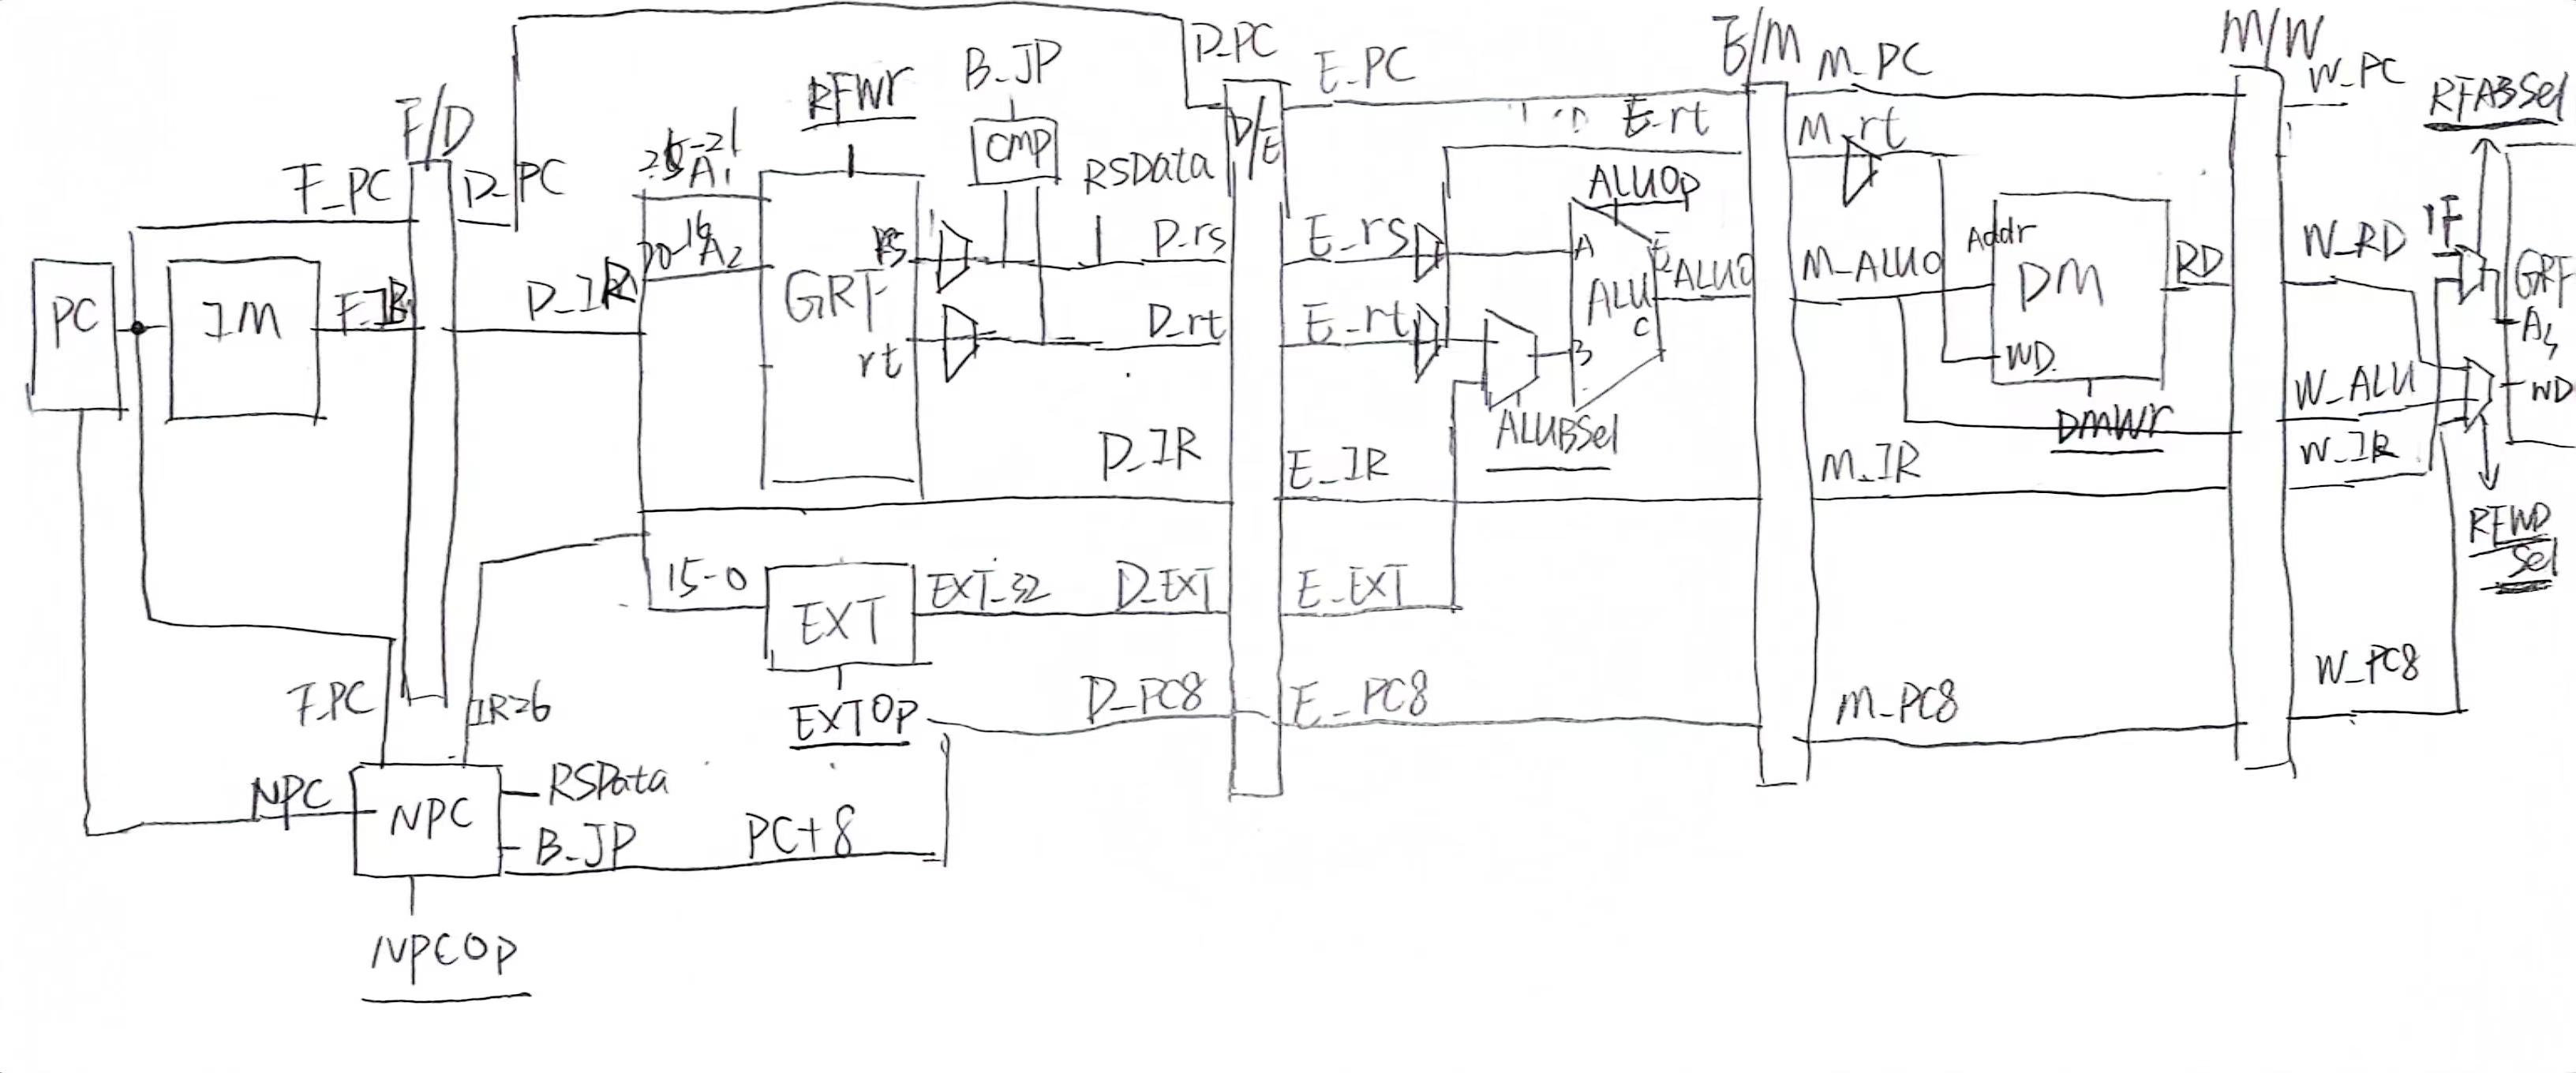 D_PC
E/M
M/W
B_JP
E_PC
M_PC
W_PC
RFWr
RFABSel
F/D
D/E
E_rt
M_rt
CMP
25-21
A1
F_PC
D_PC
RSData
ALUOp
20-16
A2
rs
D_rs
E_rs
A
E_ALUO
M_ALUO
Addr
RD
W_RD
1F
PC
IM
D_IR
GRF
D_rt
E_rt
ALU
C
B
DM
GRF
A3
rt
WD
WD
W_ALU
ALUBSel
DMWr
D_IR
E_IR
M_IR
W_IR
RFWD
Sel
15-0
EXT
EXT_32
D_EXT
E_EXT
F_PC
IR26
EXTOp
D_PC8
E_PC8
M_PC8
W_PC8
NPC
NPC
RSData
B_JP
PC+8
NPCOp